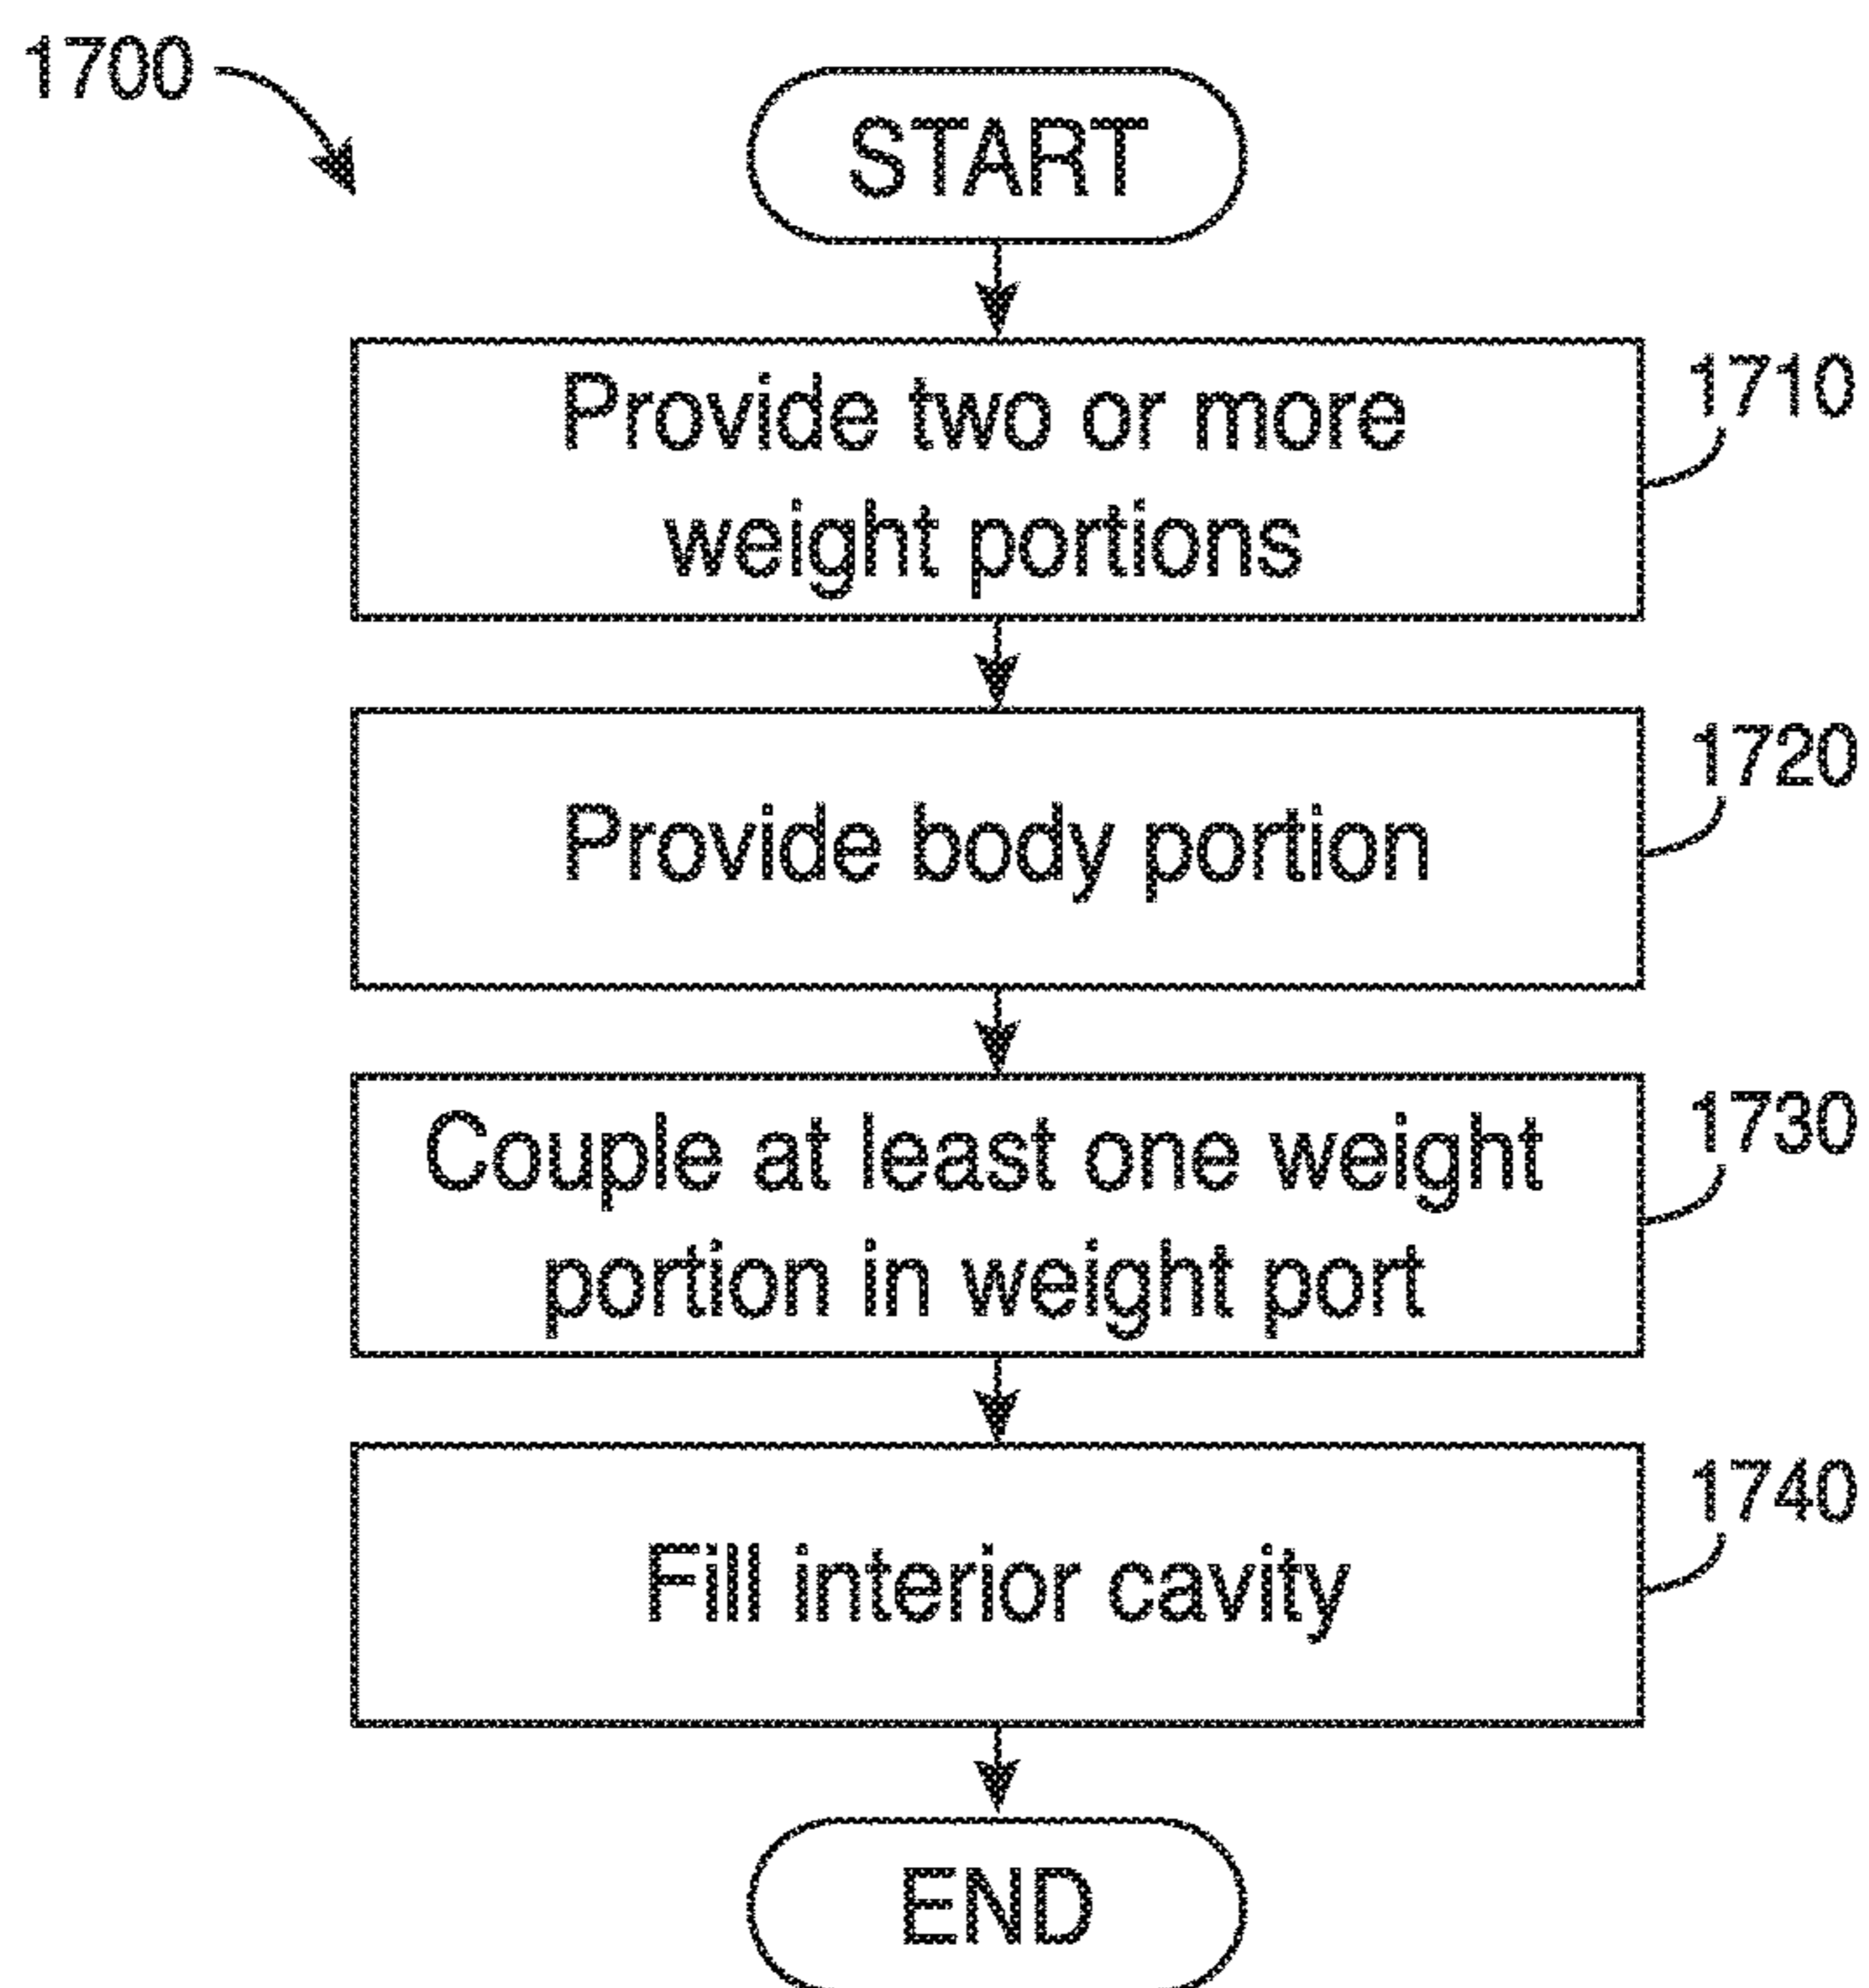 1700
START
Provide two or more
weight portions
1710
Provide body portion
1720
Couple at least one weight
portion in weight port
1730
Fill interior cavity
1740
END